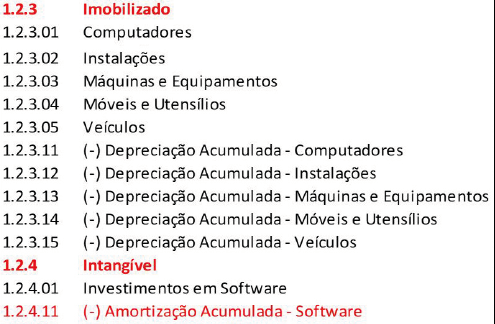 1.2.3 Imobilizado
1.2.3.01 Computadores
1.2.3.02 Instalações
1.2.3.03 Máquinas e Equipamentos
1.2.3.04 Móveis e Utensílios
1.2.3.05 Veículos
1.2.3.11 (-) Depreciação Acumulada - Computadores
1.2.3.12 (-) Depreciação Acumulada - Instalações
1.2.3.13 (-) Depreciação Acumulada - Máquinas e Equipamentos
1.2.3.14 (-) Depreciação Acumulada - Móveis e Utensílios
1.2.3.15 (-) Depreciação Acumulada - Veículos
1.2.4 Intangível
1.2.4.01 Investimentos em Software
1.2.4.11 (-) Amortização Acumulada - Software